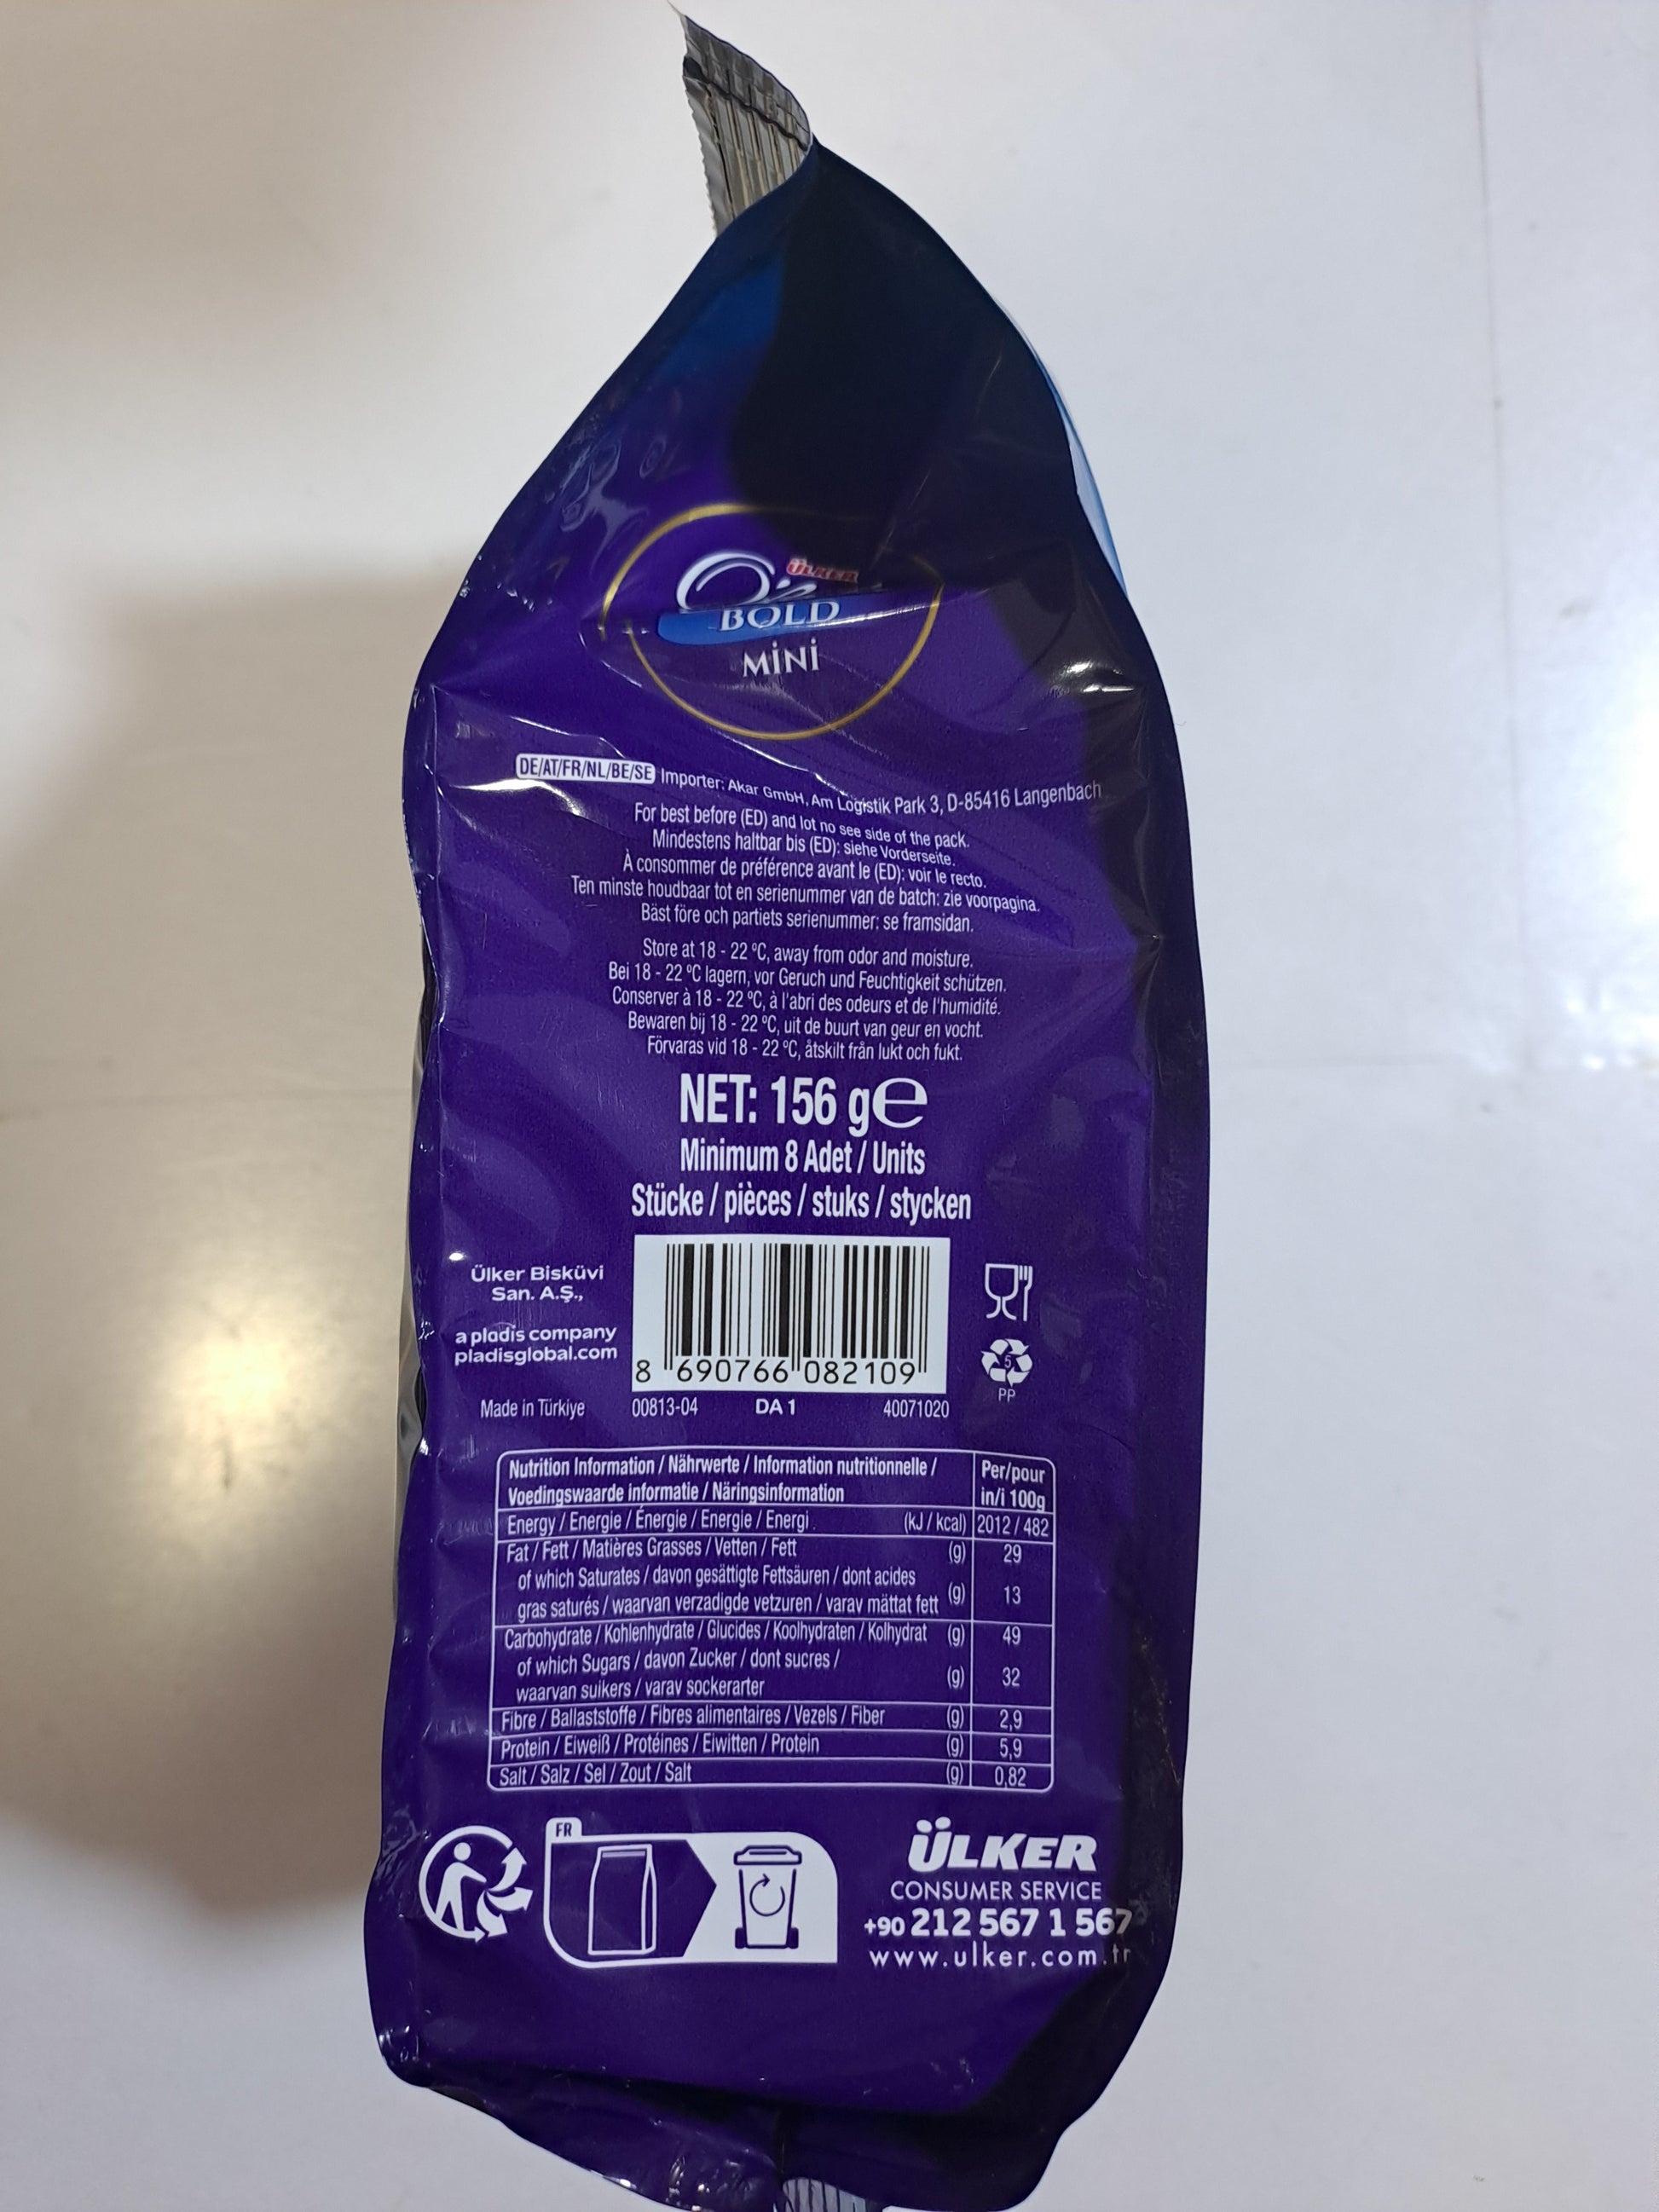 ÜLKER
BOLD
MİNİ
DE/AT/FR/NL/BE/SE Importer: Akar GmbH, Am Logistik Park 3, D-85416 Langenbach
For best before (ED) and lot no see side of the pack.
Mindestens haltbar bis (ED): siehe Vorderseite.
À consommer de préférence avant le (ED): voir le recto.
Ten minste houdbaar tot en serienummer van de batch: zie voorpagina.
Bäst före och partiets serienummer: se framsidan.
Store at 18 - 22 ºC, away from odor and moisture.
Bei 18 - 22 ºC lagern, vor Geruch und Feuchtigkeit schützen.
Conserver à 18 - 22 ºC, à l'abri des odeurs et de l'humidité.
Bewaren bij 18 - 22 ºC, uit de buurt van geur en vocht.
Förvaras vid 18 - 22 ºC, åtskilt från lukt och fukt.
NET: 156 g℮
Minimum 8 Adet / Units
Stücke / pièces / stuks / stycken
Ülker Bisküvi
San. A.Ş.,
a pladis company
pladisglobal.com
Made in Türkiye
8 690766 082109
00813-04 DA 1 40071020
5
PP
Nutrition Information / Nährwerte / Information nutritionnelle / Per/pour
Voedingswaarde informatie / Näringsinformation in/i 100g
Energy / Energie / Énergie / Energie / Energi (kJ / kcal) 2012 / 482
Fat / Fett / Matières Grasses / Vetten / Fett (g) 29
of which Saturates / davon gesättigte Fettsäuren / dont acides
gras saturés / waarvan verzadigde vetzuren / varav mättat fett (g) 13
Carbohydrate / Kohlenhydrate / Glucides / Koolhydraten / Kolhydrat (g) 49
of which Sugars / davon Zucker / dont sucres /
waarvan suikers / varav sockerarter (g) 32
Fibre / Ballaststoffe / Fibres alimentaires / Vezels / Fiber (g) 2,9
Protein / Eiweiß / Protéines / Eiwitten / Protein (g) 5,9
Salt / Salz / Sel / Zout / Salt (g) 0,82
FR
ÜLKER
CONSUMER SERVICE
+90 212 567 1 567
www.ulker.com.tr